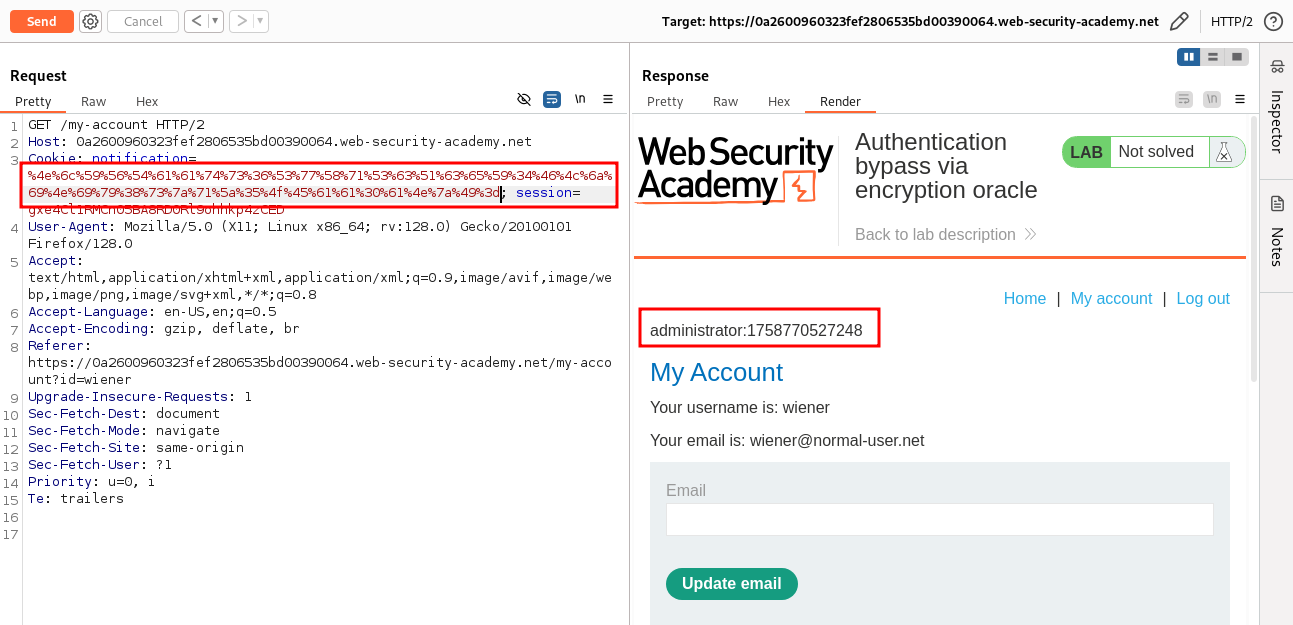 Send
Cancel
<
>
Target: https://0a2600960323fef2806535bd00390064.web-security-academy.net
HTTP/2
?
Request
Pretty Raw Hex
\n
1 GET /my-account HTTP/2
2 Host: 0a2600960323fef2806535bd00390064.web-security-academy.net
3 Cookie: notification=
%4e%6c%59%56%54%61%61%74%73%36%53%77%58%71%53%63%51%63%65%59%34%46%4c%6a%
69%4e%69%79%38%73%7a%71%5a%35%4f%45%61%61%30%61%4e%7a%49%3d; session=
4 User-Agent: Mozilla/5.0 (X11; Linux x86_64; rv:128.0) Gecko/20100101
Firefox/128.0
5 Accept:
text/html,application/xhtml+xml,application/xml;q=0.9,image/avif,image/we
bp,image/png,image/svg+xml,*/*;q=0.8
6 Accept-Language: en-US,en;q=0.5
7 Accept-Encoding: gzip, deflate, br
8 Referer:
https://0a2600960323fef2806535bd00390064.web-security-academy.net/my-acco
unt?id=wiener
9 Upgrade-Insecure-Requests: 1
10 Sec-Fetch-Dest: document
11 Sec-Fetch-Mode: navigate
12 Sec-Fetch-Site: same-origin
13 Sec-Fetch-User: ?1
14 Priority: u=0, i
15 Te: trailers
16
17
Response
Pretty Raw Hex Render
\n
Web Security
Academy
Authentication
bypass via
encryption oracle
Back to lab description
LAB Not solved
Home | My account | Log out
administrator:1758770527248
My Account
Your username is: wiener
Your email is: wiener@normal-user.net
Email
Update email
Inspector
Notes